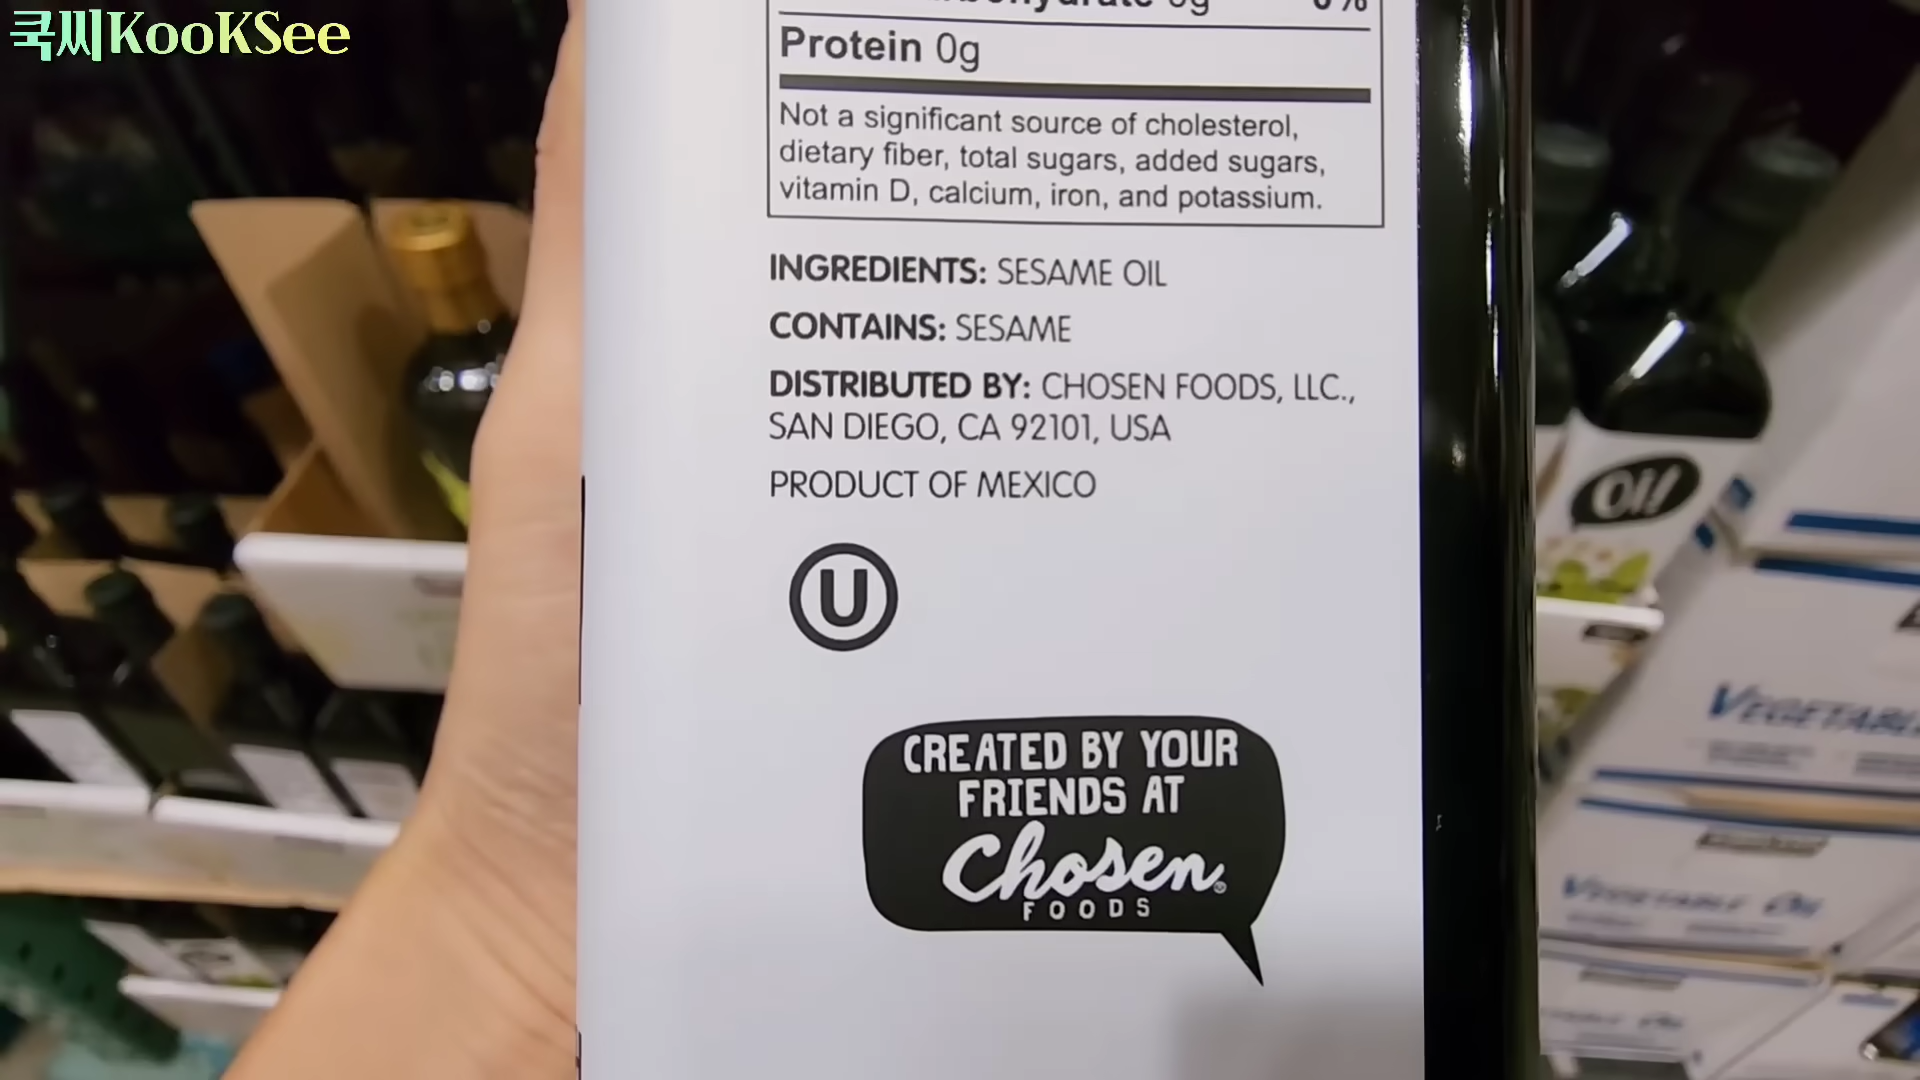 쿡씨KooKSee
Protein 0g
Not a significant source of cholesterol,
dietary fiber, total sugars, added sugars,
vitamin D, calcium, iron, and potassium.
INGREDIENTS: SESAME OIL
CONTAINS: SESAME
DISTRIBUTED BY: CHOSEN FOODS, LLC.,
SAN DIEGO, CA 92101, USA
PRODUCT OF MEXICO
U
CREATED BY YOUR
FRIENDS AT
Chosen
FOODS
Oil!
VEGETABLE OIL